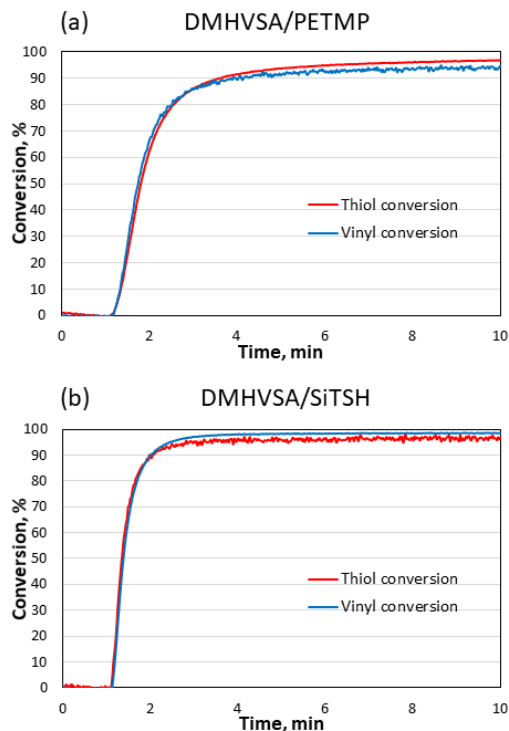 (a) DMHVSA/PETMP
100
90
80
70
60
50
40
30
20
10
0
Conversion, %
Thiol conversion
Vinyl conversion
0 2 4 6 8 10
Time, min
(b) DMHVSA/SiTSH
100
90
80
70
60
50
40
30
20
10
0
Conversion, %
Thiol conversion
Vinyl conversion
0 2 4 6 8 10
Time, min